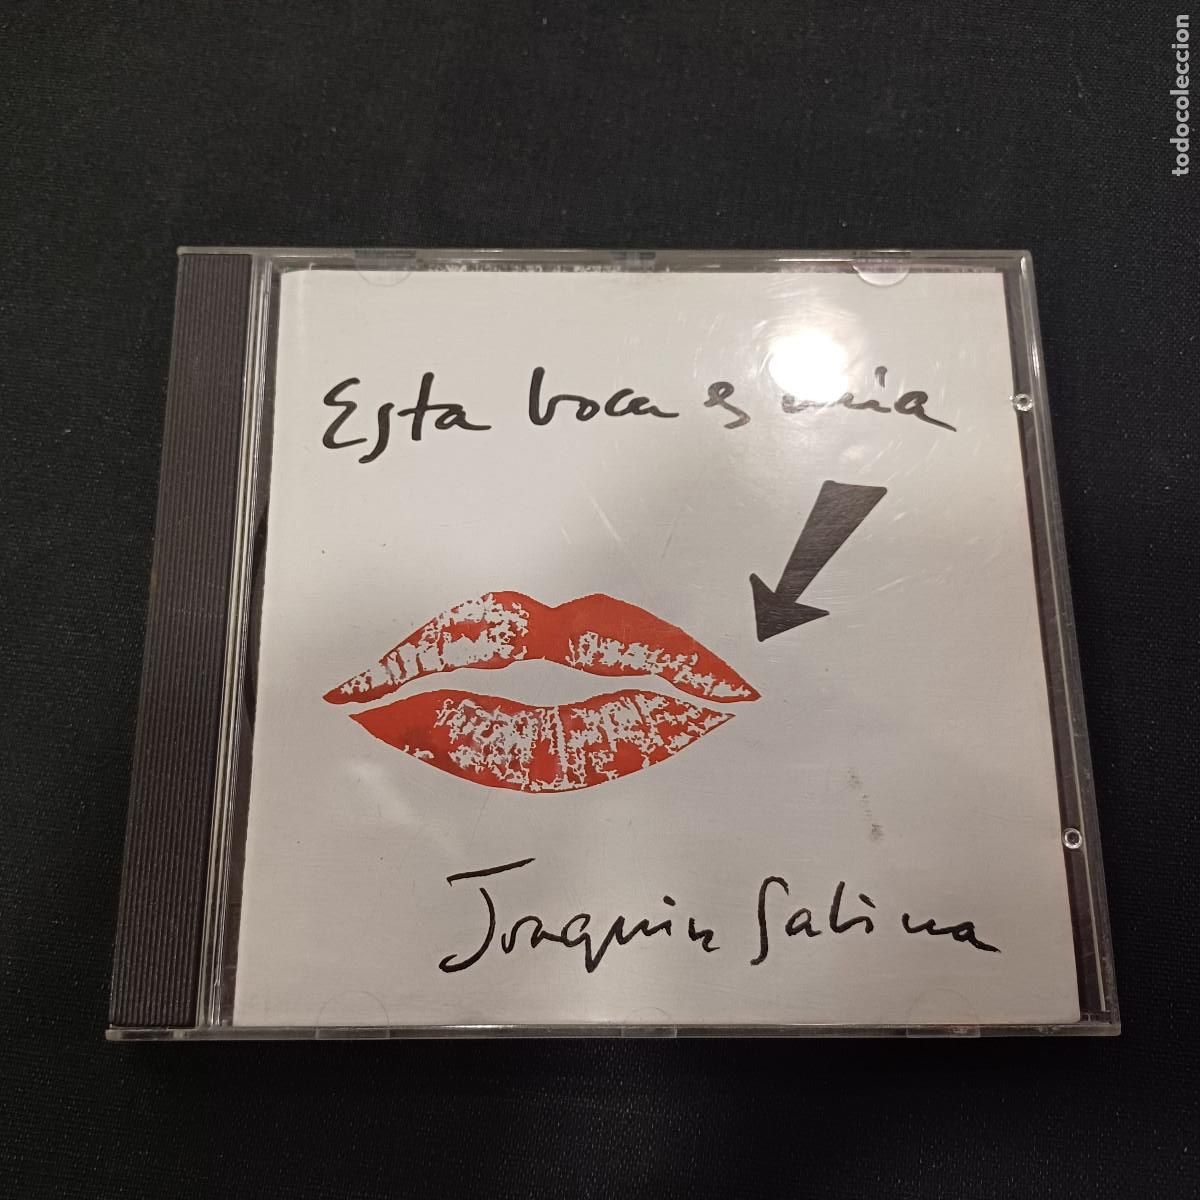 todocoleccion
Esta boca es mía
Joaquín Sabina